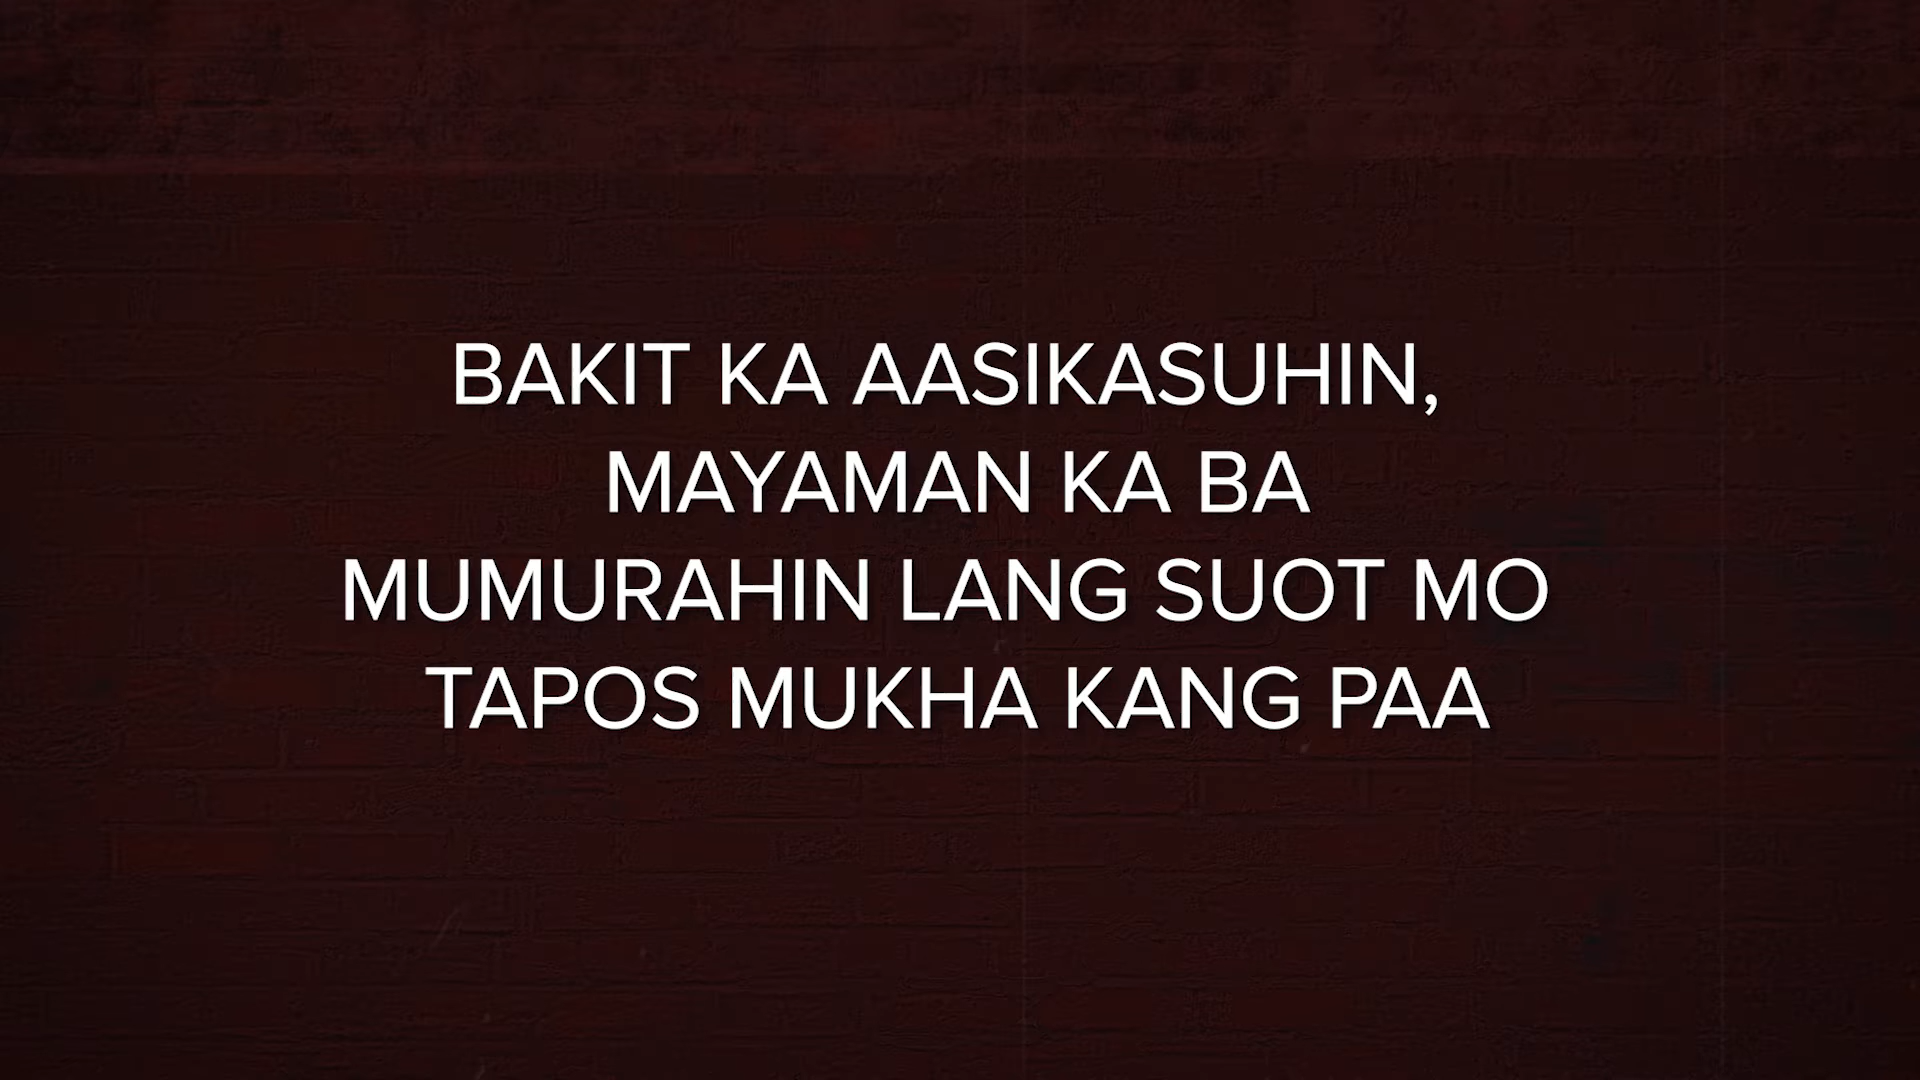 BAKIT KA AASIKASUHIN,
MAYAMAN KA BA
MUMURAHIN LANG SUOT MO
TAPOS MUKHA KANG PAA